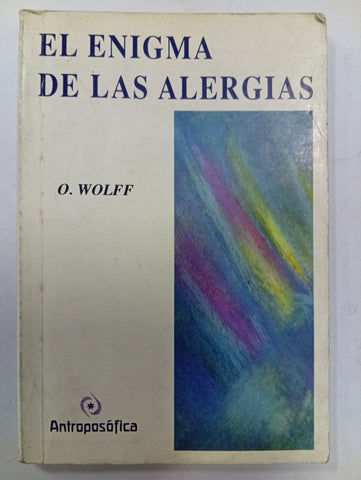 EL ENIGMA
DE LAS ALERGIAS
O. WOLFF
Antroposófica